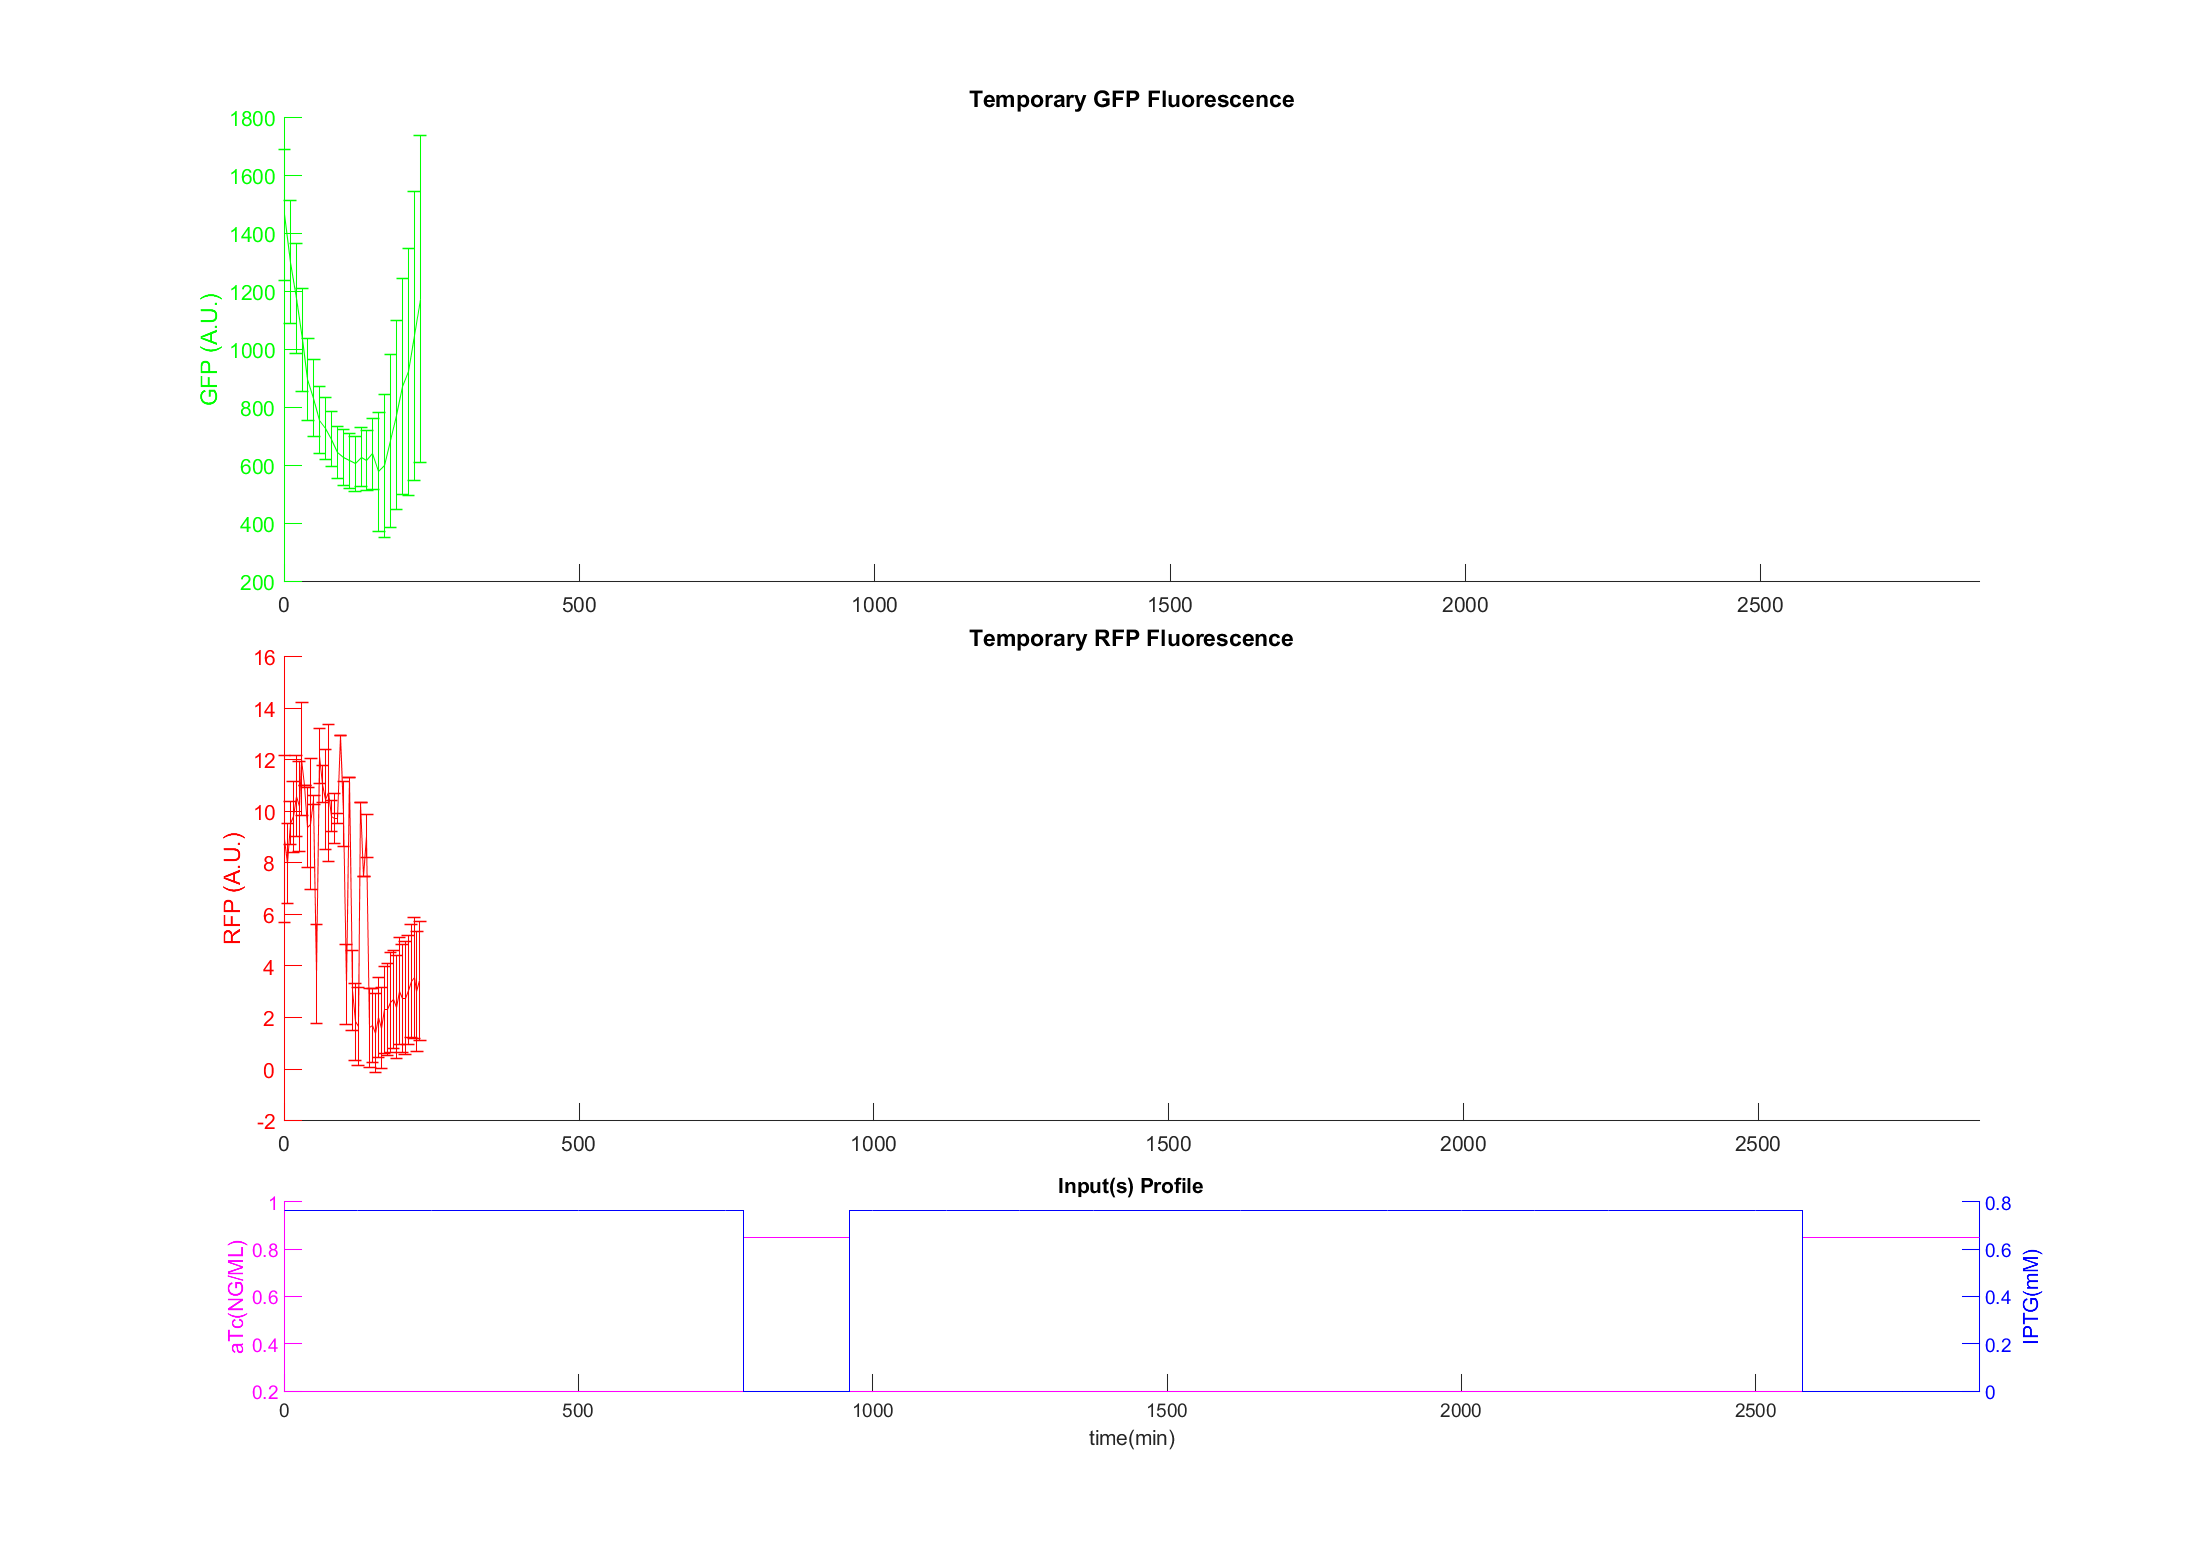 Temporary GFP Fluorescence
1800
1600
1400
1200
1000
800
600
400
200
GFP (A.U.)
0 500 1000 1500 2000 2500
Temporary RFP Fluorescence
16
14
12
10
8
6
4
2
0
-2
RFP (A.U.)
0 500 1000 1500 2000 2500
Input(s) Profile
1
0.8
0.6
0.4
0.2
aTc(NG/ML)
0.8
0.6
0.4
0.2
0
IPTG(mM)
0 500 1000 1500 2000 2500
time(min)